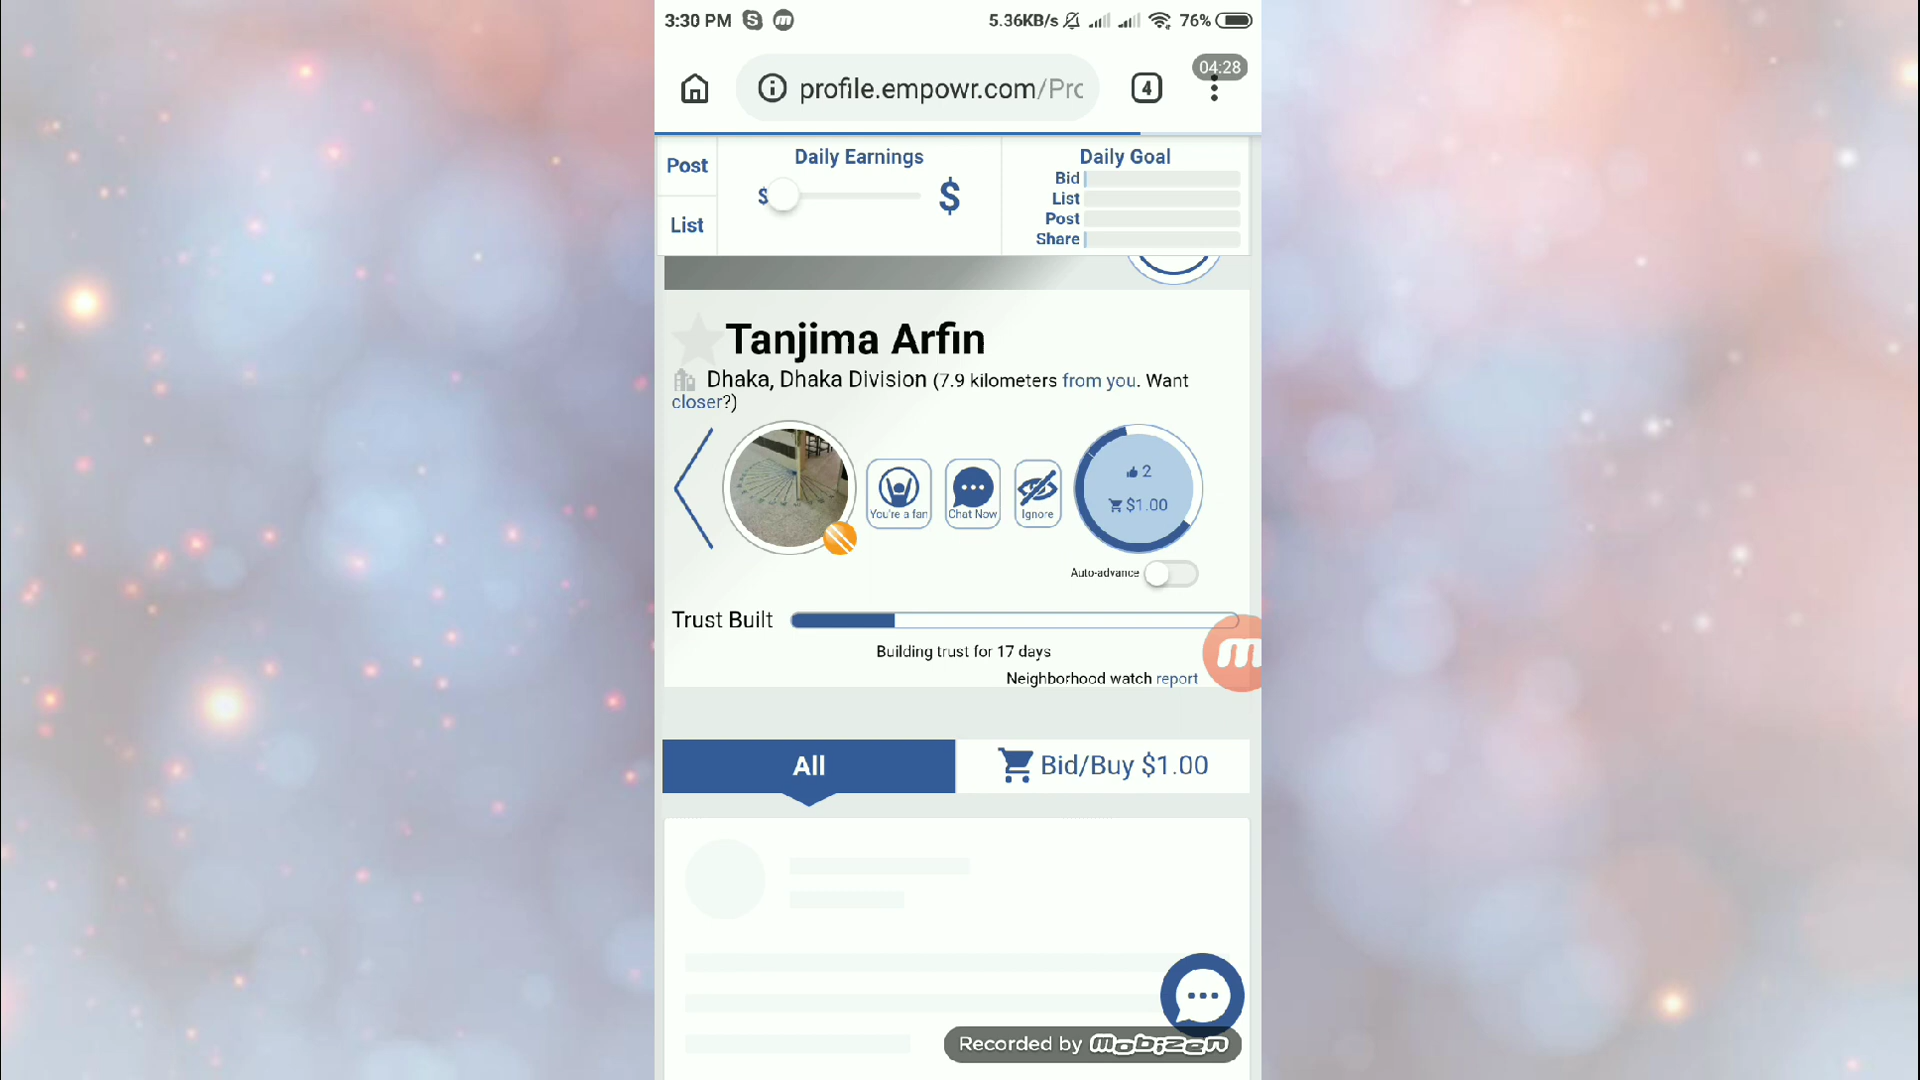 3:30 PM
5.36KB/s
76%
profile.empowr.com/Prc
4
04:28
Post
List
Daily Earnings
$
$
Daily Goal
Bid
List
Post
Share
Tanjima Arfin
Dhaka, Dhaka Division (7.9 kilometers from you. Want
closer?)
You're a fan
Chat Now
Ignore
2
$1.00
Auto-advance
Trust Built
Building trust for 17 days
Neighborhood watch report
All
Bid/Buy $1.00
Recorded by mobizen